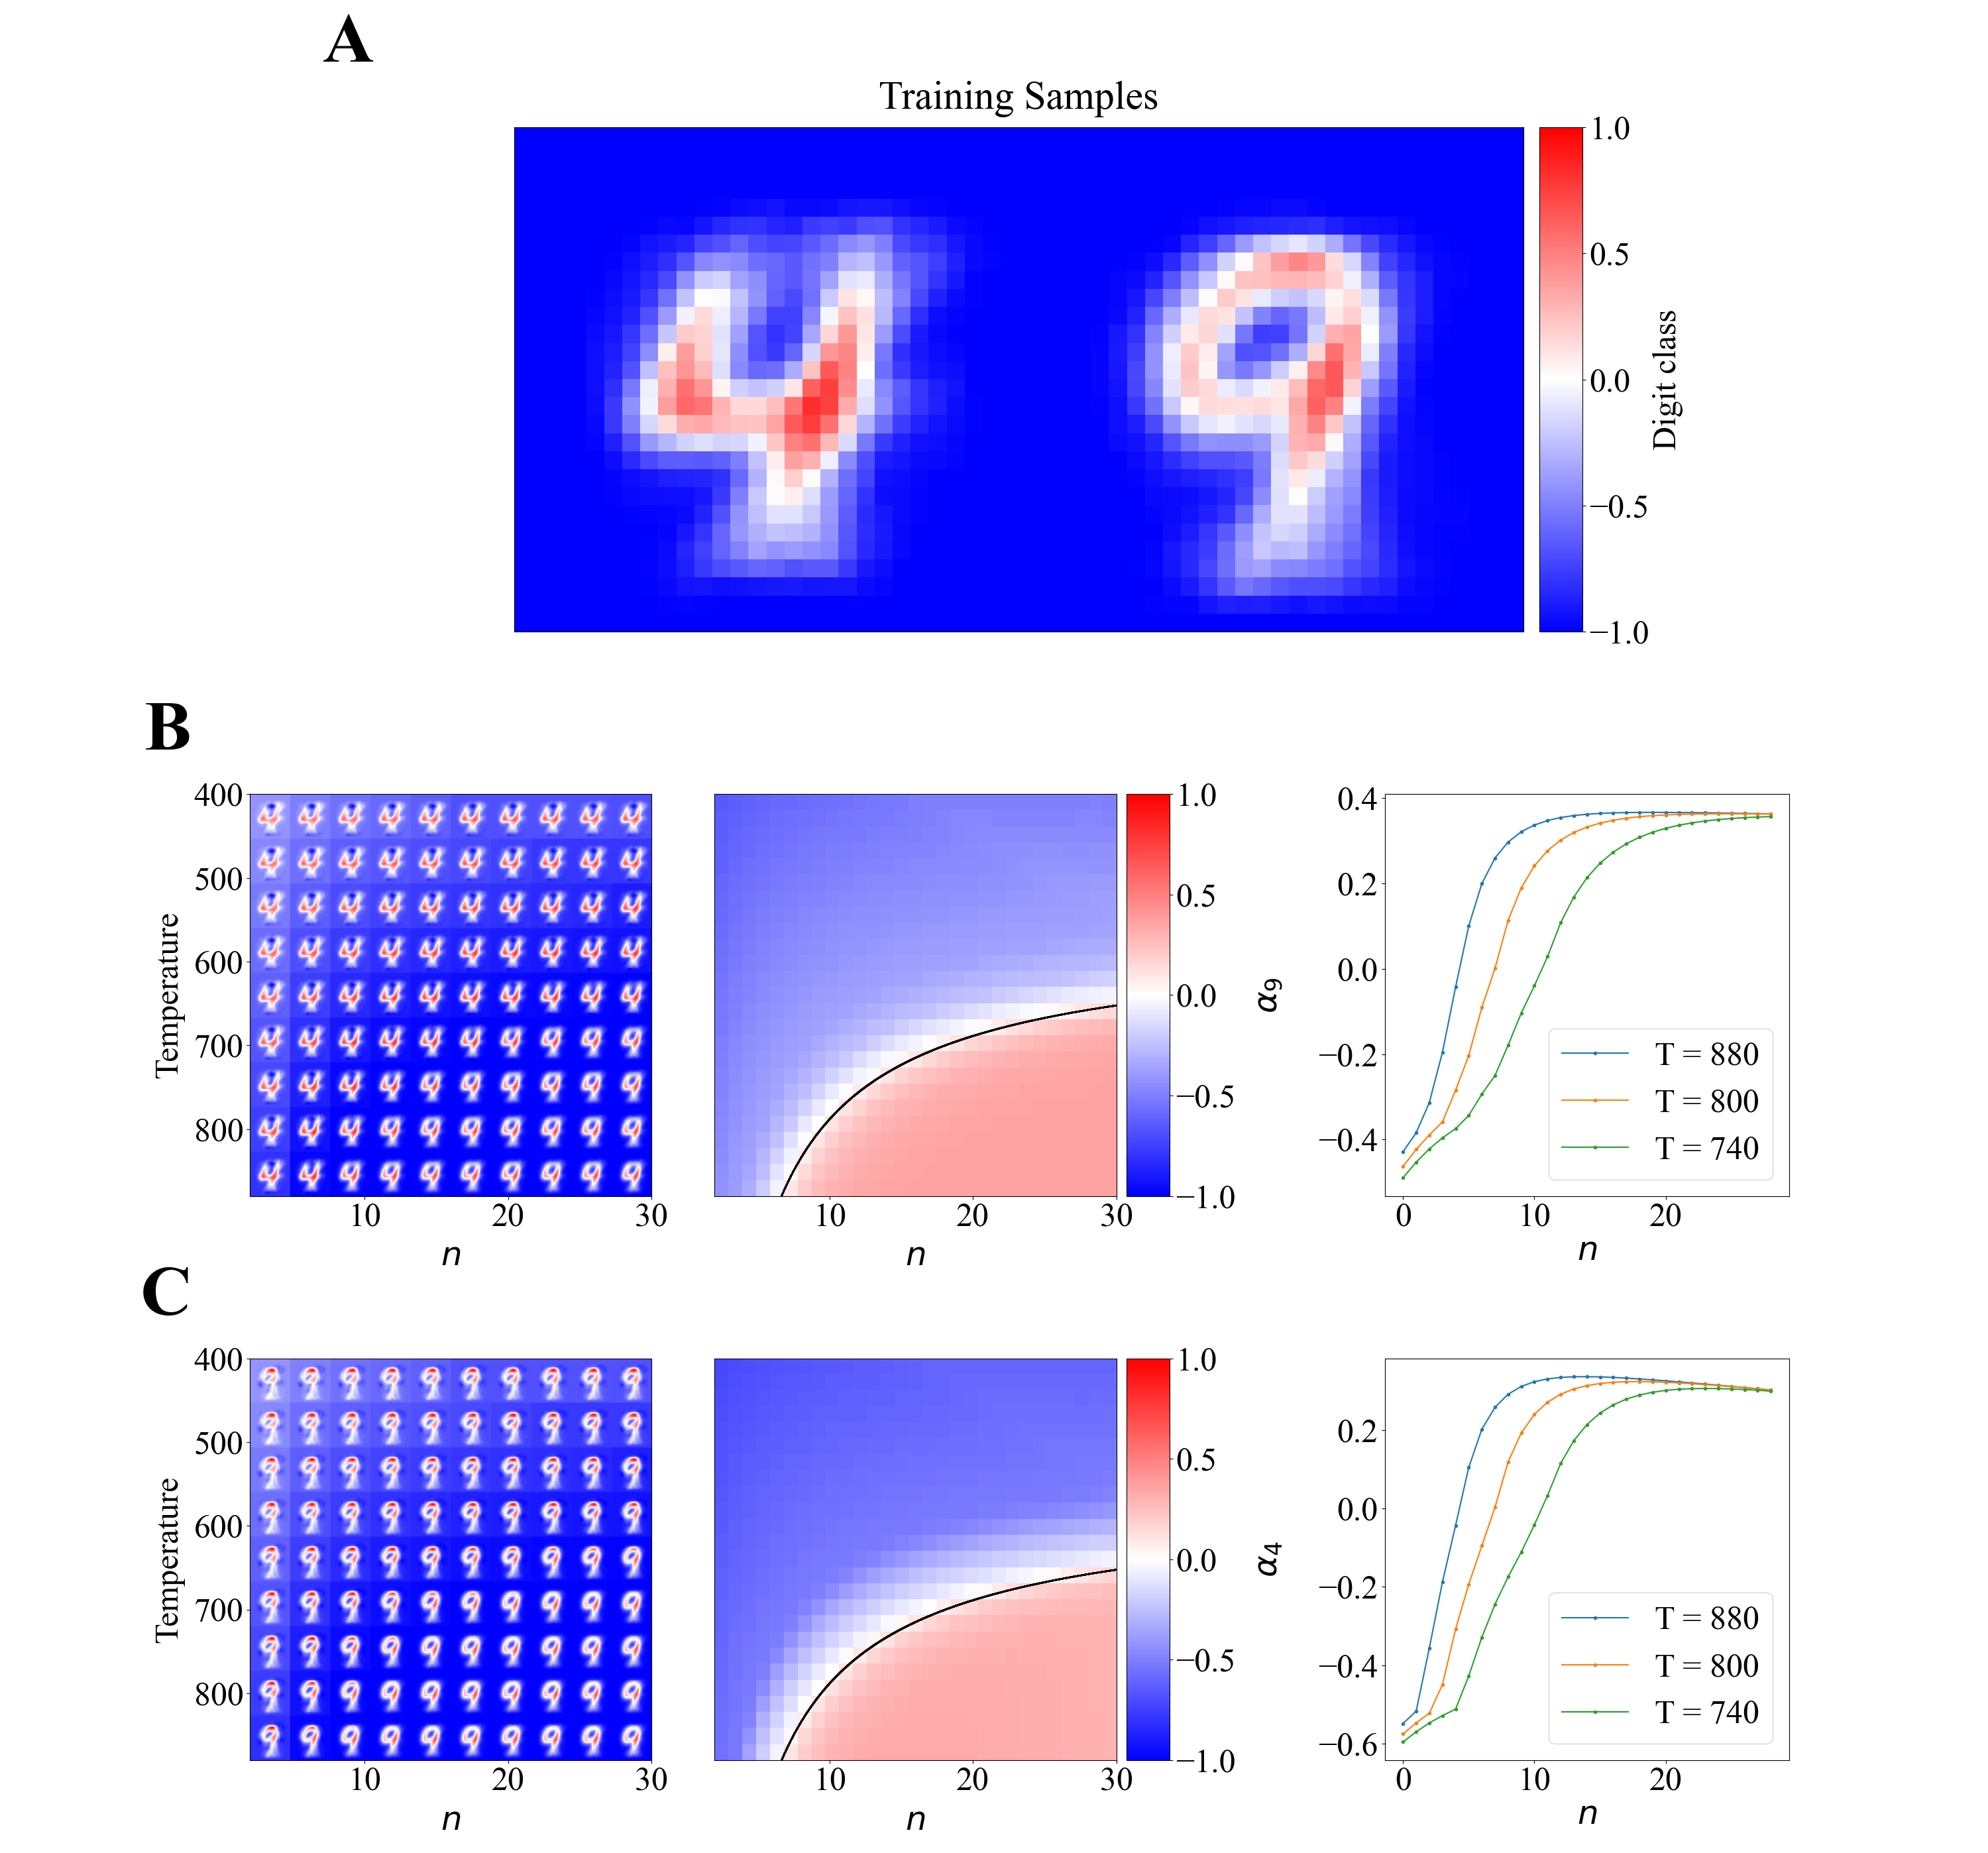 A
Training Samples
1.0
0.5
0.0
−0.5
−1.0
Digit class
B
400
500
600
700
800
Temperature
10
20
30
n
10
20
30
n
1.0
0.5
0.0
−0.5
−1.0
α9
0.4
0.2
0.0
−0.2
−0.4
T = 880
T = 800
T = 740
0
10
20
n
C
400
500
600
700
800
Temperature
10
20
30
n
10
20
30
n
1.0
0.5
0.0
−0.5
−1.0
α4
0.2
0.0
−0.2
−0.4
−0.6
T = 880
T = 800
T = 740
0
10
20
n